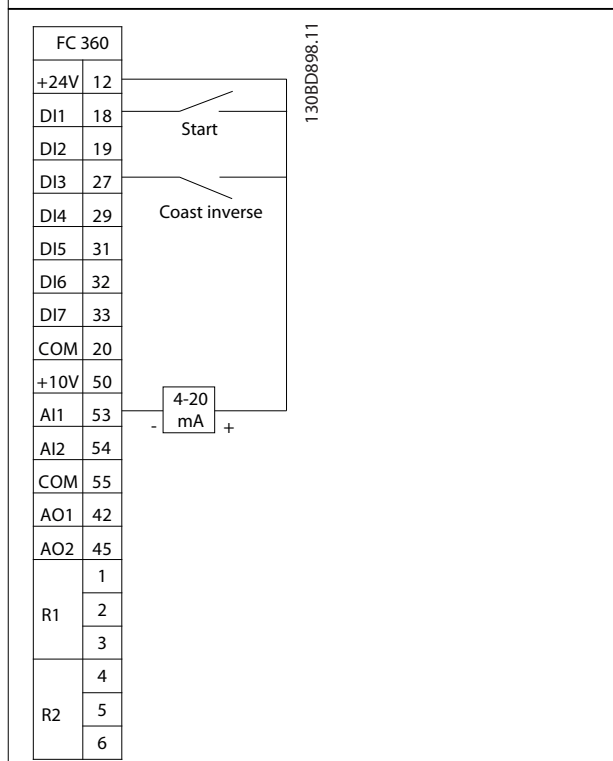 FC 360
130BD898.11
+24V 12
DI1 18
Start
DI2 19
DI3 27
DI4 29
Coast inverse
DI5 31
DI6 32
DI7 33
COM 20
+10V 50
AI1 53
4-20
mA
- +
AI2 54
COM 55
AO1 42
AO2 45
R1
1
2
3
R2
4
5
6